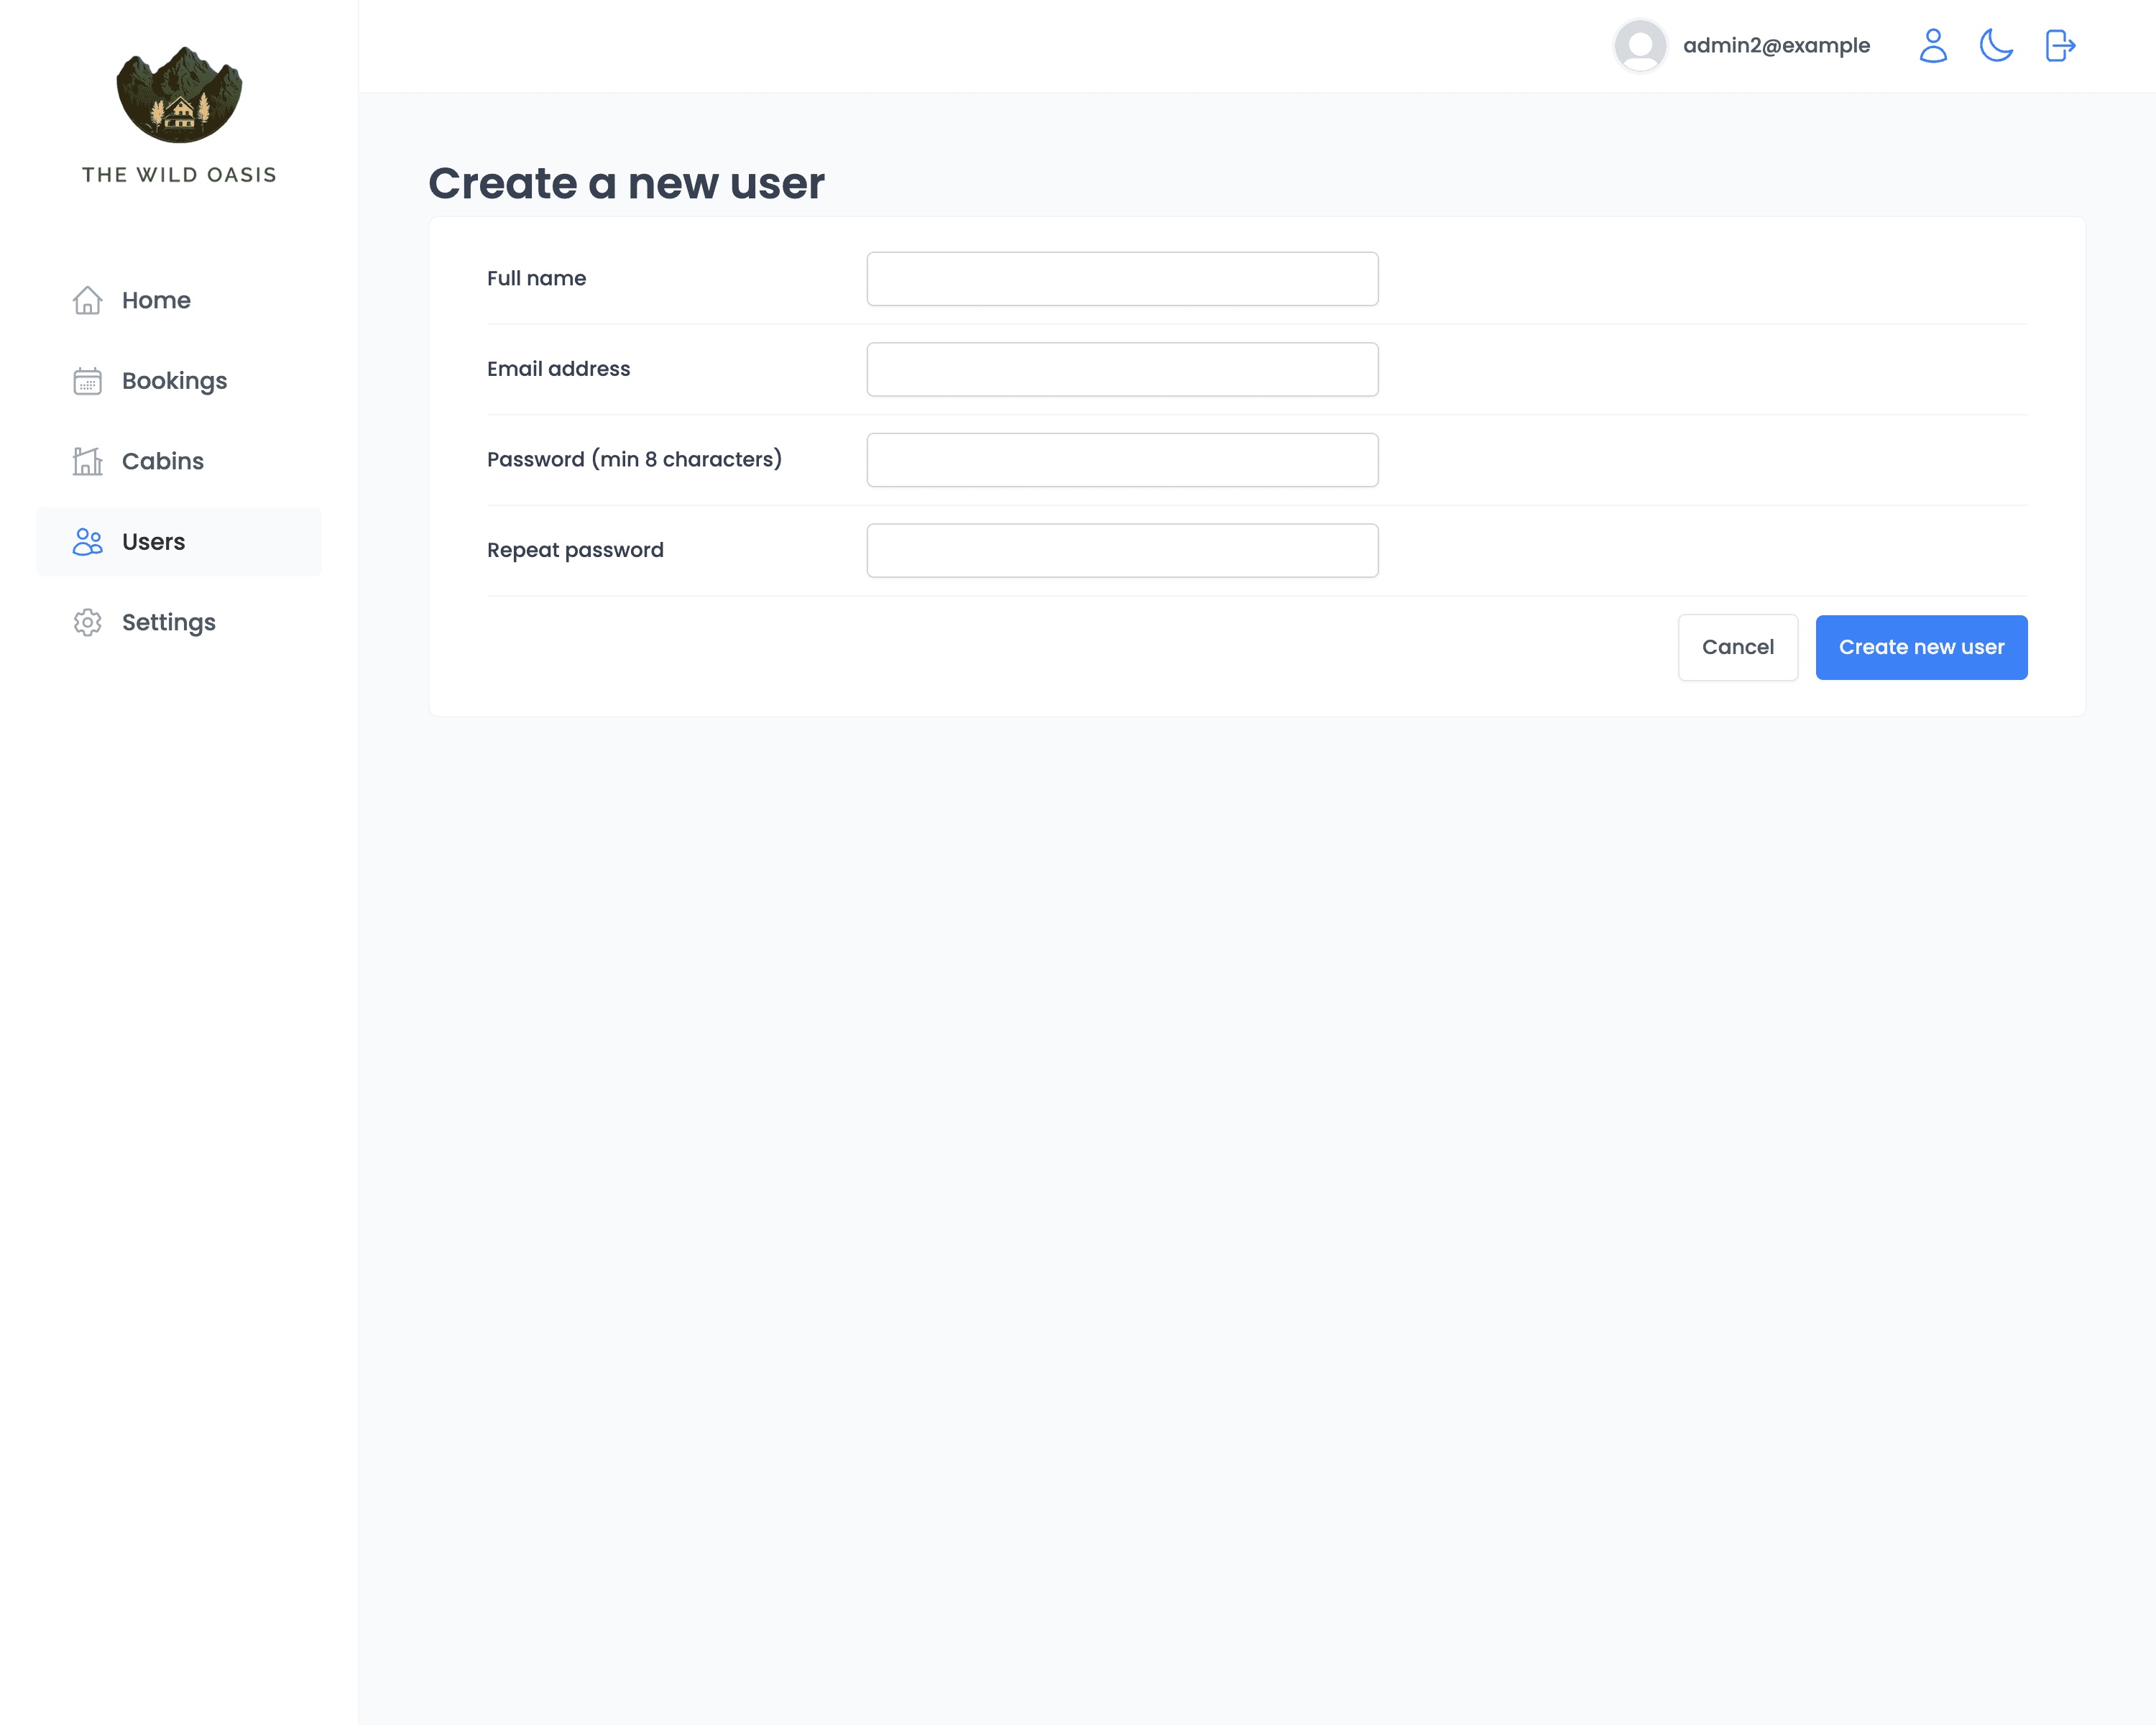 THE WILD OASIS
Home
Bookings
Cabins
Users
Settings
admin2@example
Create a new user
Full name
Email address
Password (min 8 characters)
Repeat password
Cancel
Create new user